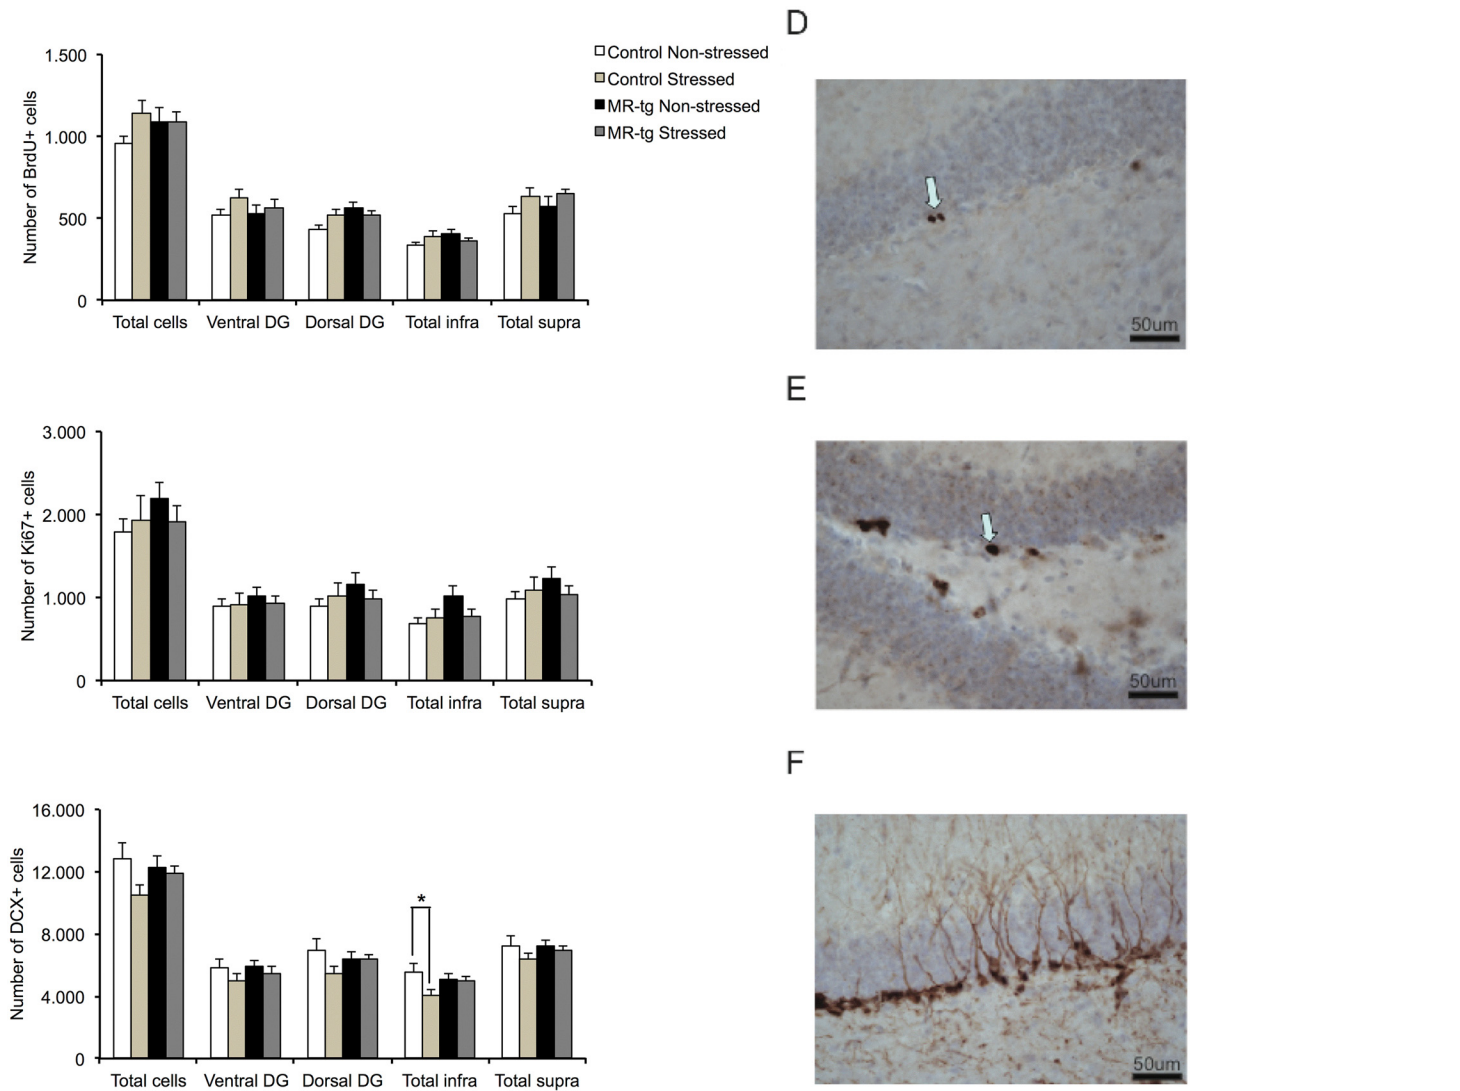 D
1.500
1.000
500
0
Number of BrdU+ cells
Control Non-stressed
Control Stressed
MR-tg Non-stressed
MR-tg Stressed
Total cells Ventral DG Dorsal DG Total infra Total supra
50um
E
3.000
2.000
1.000
0
Number of Ki67+ cells
Total cells Ventral DG Dorsal DG Total infra Total supra
50um
F
16.000
12.000
8.000
4.000
0
Number of DCX+ cells
*
Total cells Ventral DG Dorsal DG Total infra Total supra
50um